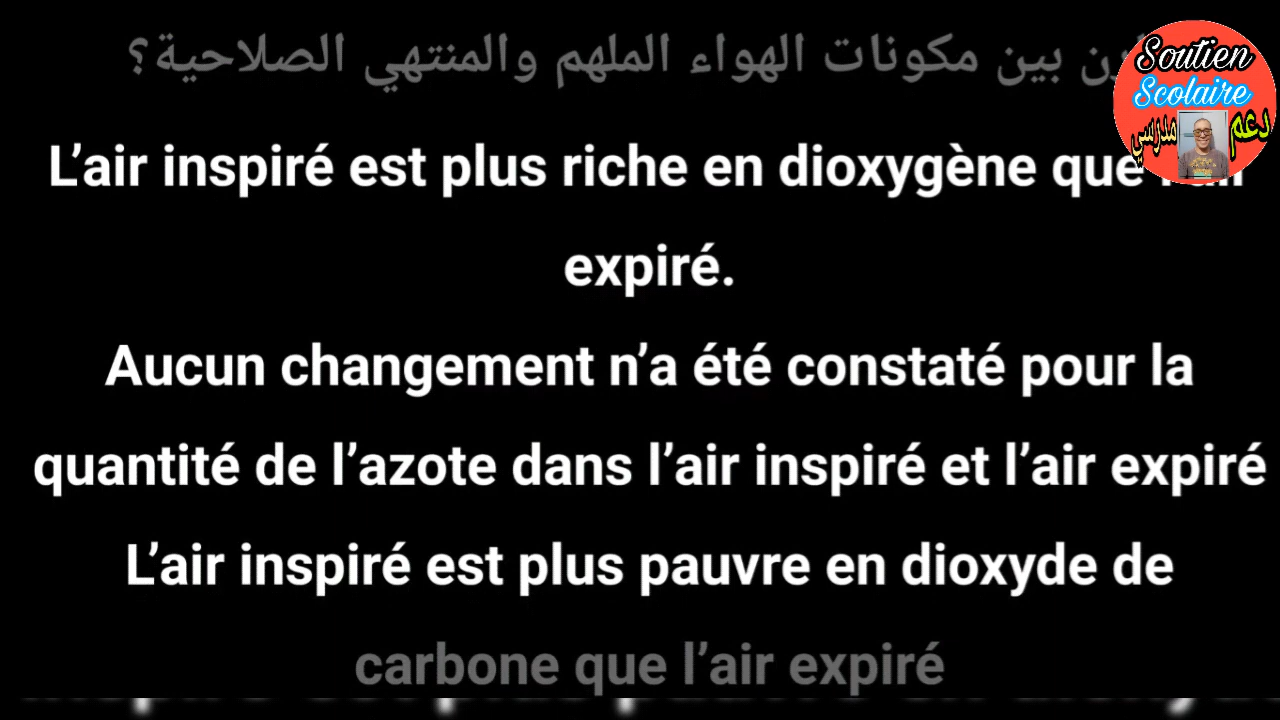 بين مكونات الهواء الملهم والمنتهي الصلاحية؟
Soutien
Scolaire
دعم مدرسي
L’air inspiré est plus riche en dioxygène que l’air
expiré.
Aucun changement n’a été constaté pour la
quantité de l’azote dans l’air inspiré et l’air expiré
L’air inspiré est plus pauvre en dioxyde de
carbone que l’air expiré